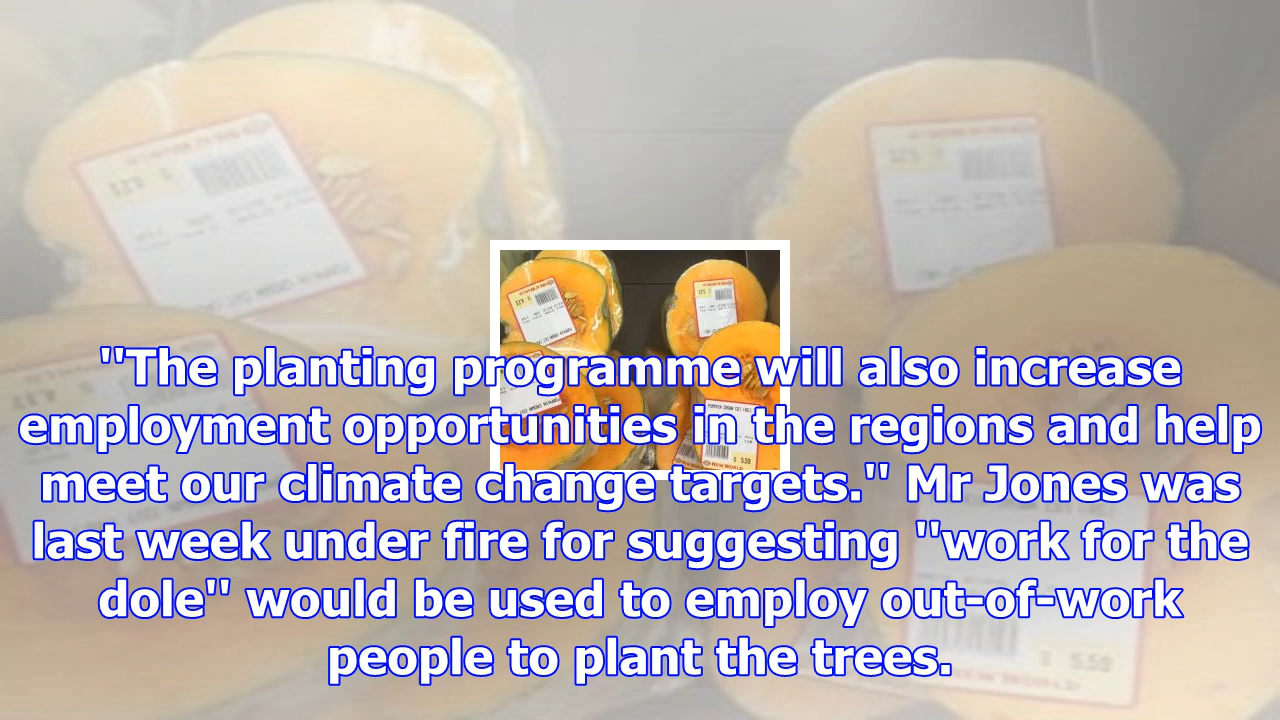 "The planting programme will also increase
employment opportunities in the regions and help
meet our climate change targets." Mr Jones was
last week under fire for suggesting "work for the
dole" would be used to employ out-of-work
people to plant the trees.